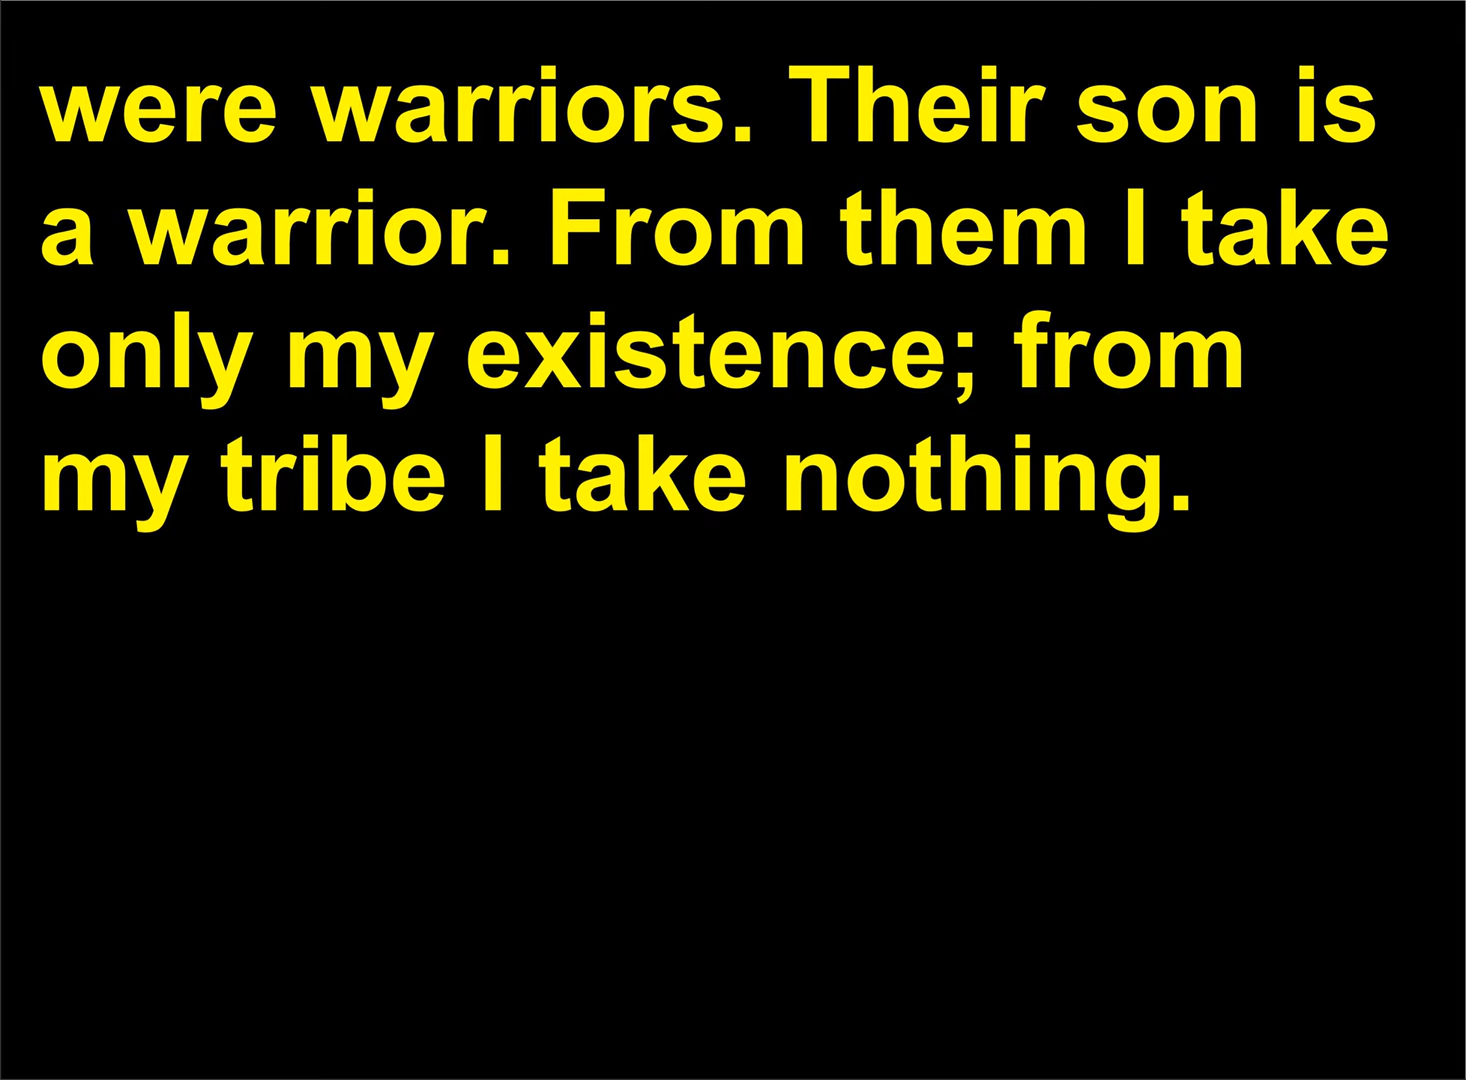 were warriors. Their son is
a warrior. From them I take
only my existence; from
my tribe I take nothing.